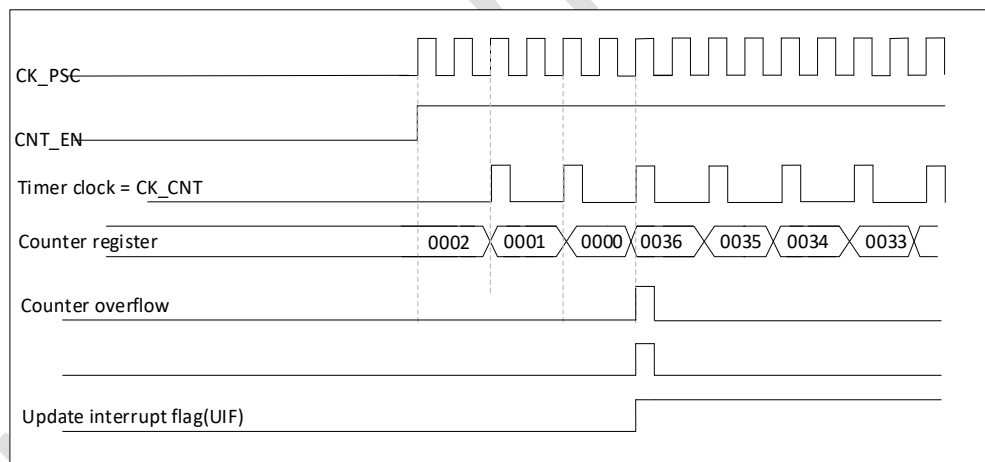 CK_PSC
CNT_EN
Timer clock = CK_CNT
Counter register 0002 0001 0000 0036 0035 0034 0033
Counter overflow
Update interrupt flag(UIF)